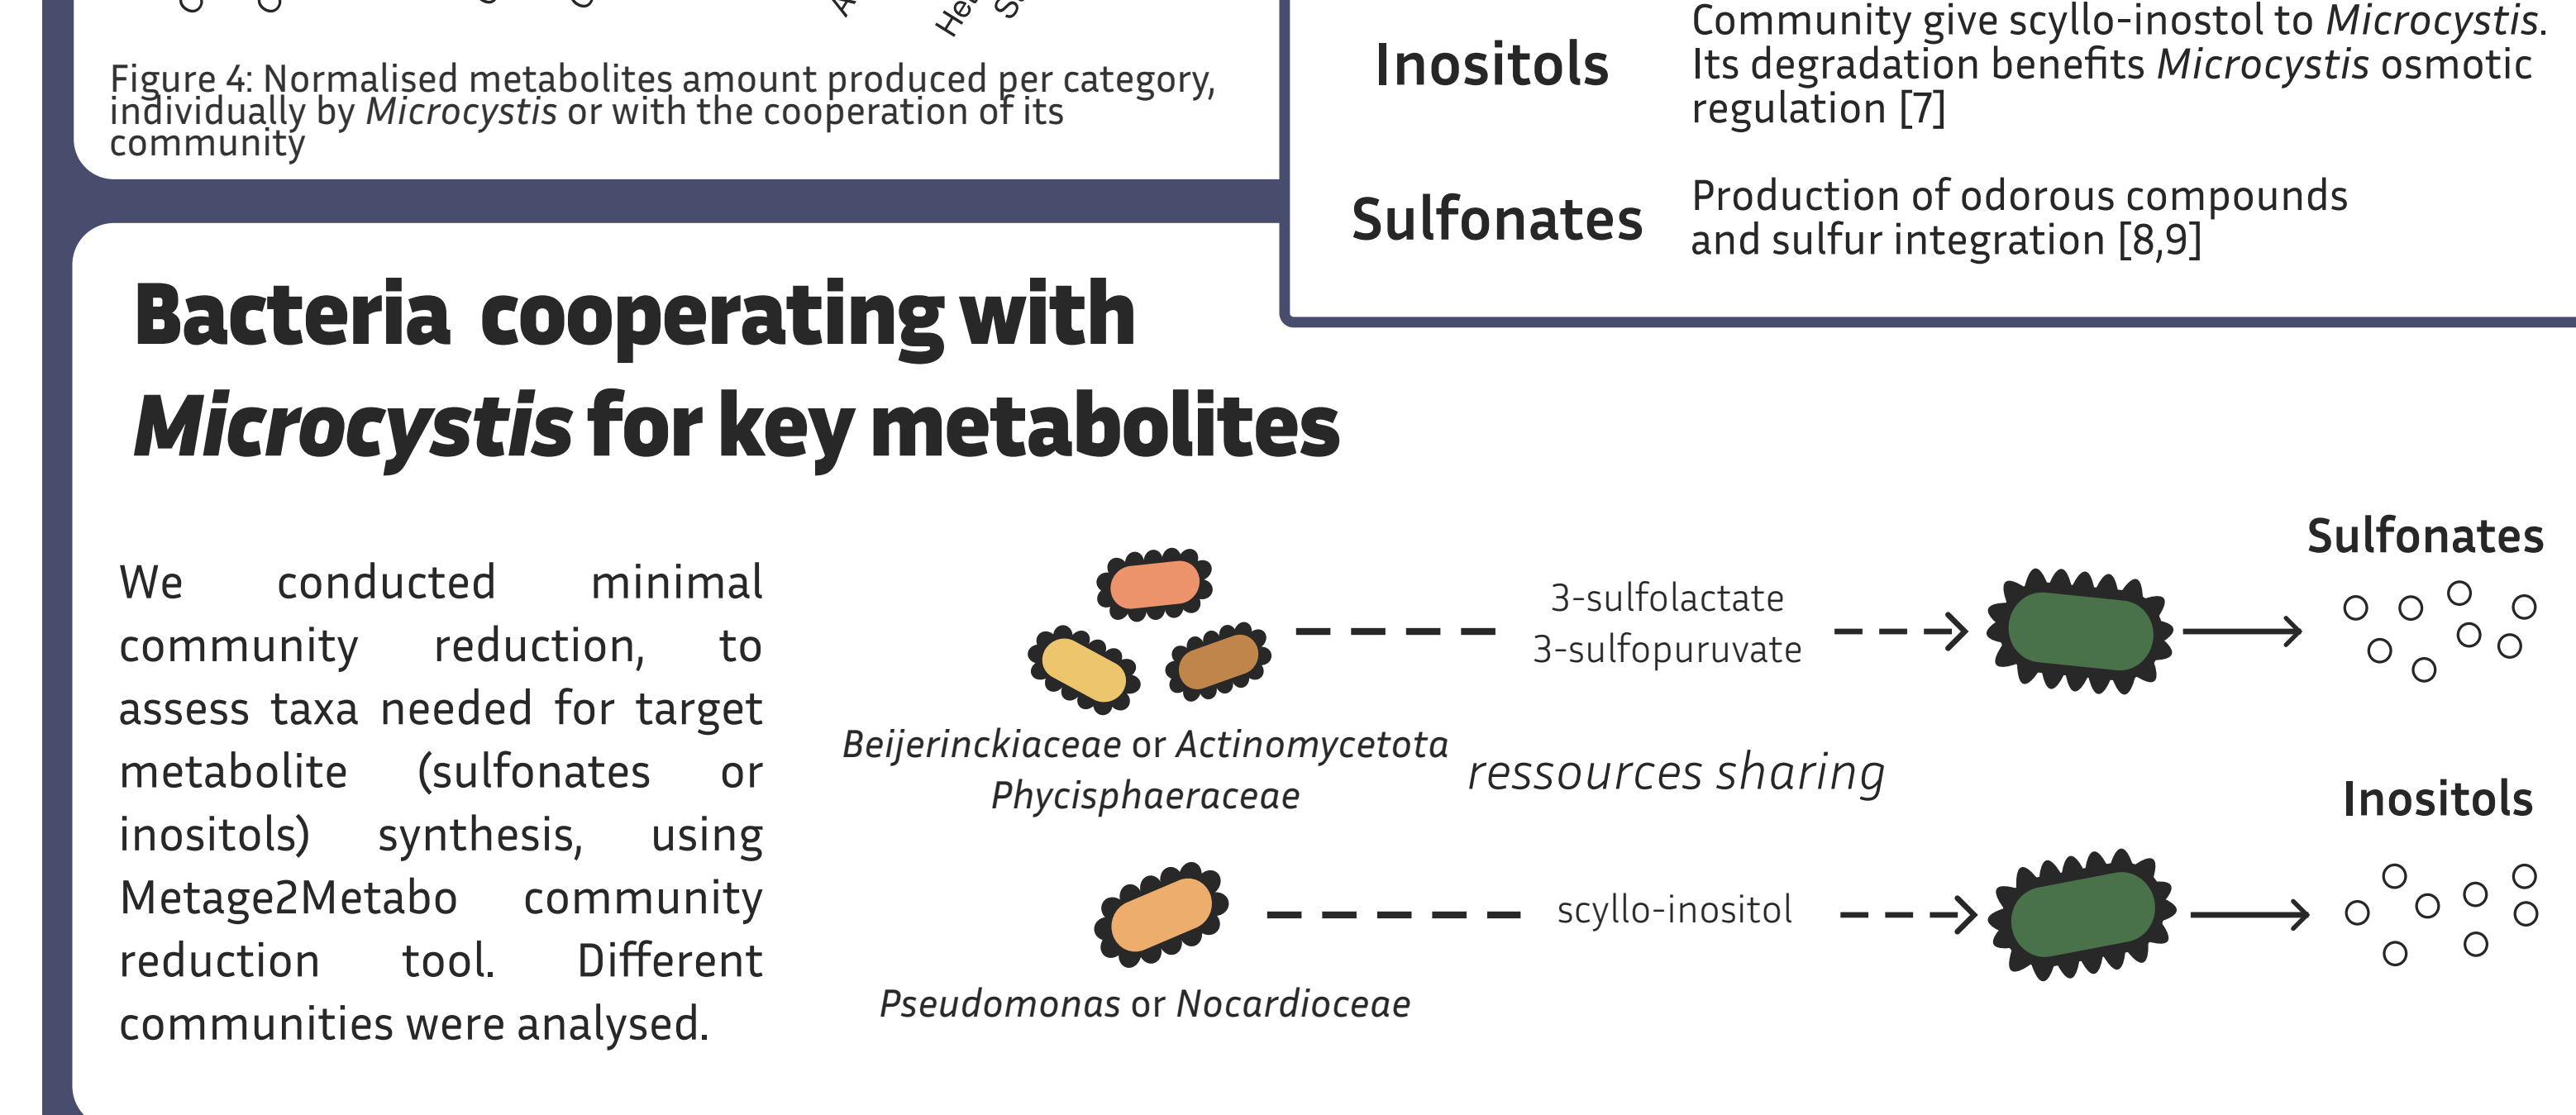 Figure 4: Normalised metabolites amount produced per category,
individually by Microcystis or with the cooperation of its
community
Inositols
Community give scyllo-inostol to Microcystis.
Its degradation benefits Microcystis osmotic
regulation [7]
Sulfonates
Production of odorous compounds
and sulfur integration [8,9]
Bacteria cooperating with
Microcystis for key metabolites
We conducted minimal
community reduction, to
assess taxa needed for target
metabolite (sulfonates or
inositols) synthesis, using
Metage2Metabo community
reduction tool. Different
communities were analysed.
Sulfonates
3-sulfolactate
3-sulfopuruvate
Beijerinckiaceae or Actinomycetota
Phycisphaeraceae
ressources sharing
Inositols
scyllo-inositol
Pseudomonas or Nocardioceae